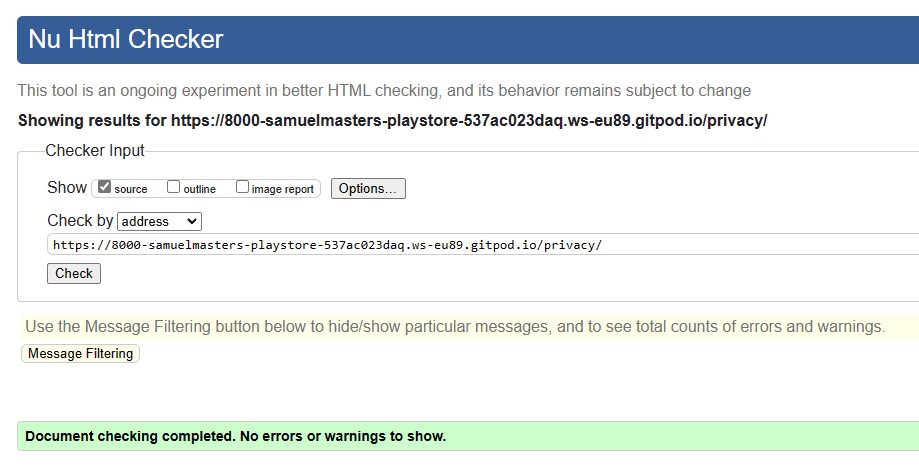 Nu Html Checker
This tool is an ongoing experiment in better HTML checking, and its behavior remains subject to change
Showing results for https://8000-samuelmasters-playstore-537ac023daq.ws-eu89.gitpod.io/privacy/
Checker Input
Show source outline image report Options...
Check by address
https://8000-samuelmasters-playstore-537ac023daq.ws-eu89.gitpod.io/privacy/
Check
Use the Message Filtering button below to hide/show particular messages, and to see total counts of errors and warnings.
Message Filtering
Document checking completed. No errors or warnings to show.